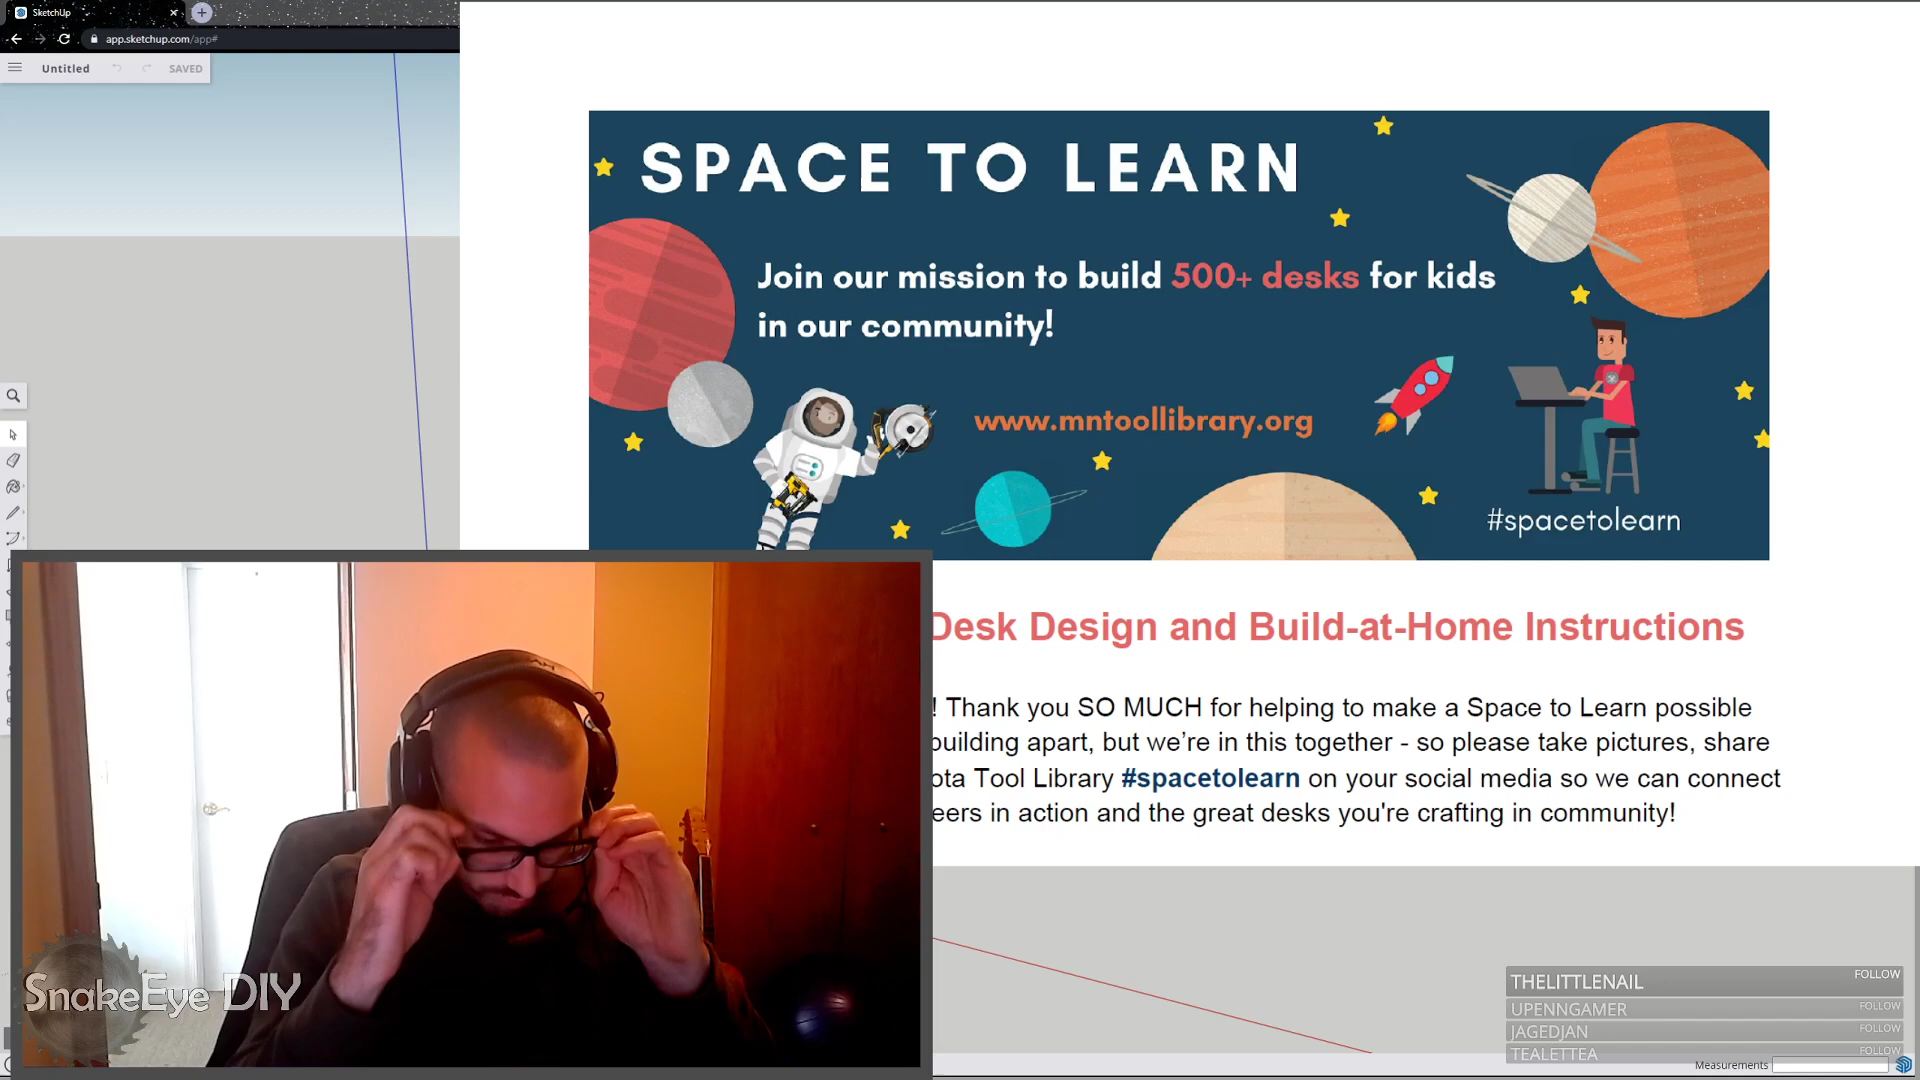 SketchUp
app.sketchup.com/app#
Untitled
SAVED
SPACE TO LEARN
Join our mission to build 500+ desks for kids
in our community!
www.mntoollibrary.org
#spacetolearn
Desk Design and Build-at-Home Instructions
! Thank you SO MUCH for helping to make a Space to Learn possible
building apart, but we're in this together - so please take pictures, share
ota Tool Library #spacetolearn on your social media so we can connect
eers in action and the great desks you're crafting in community!
SnakeEye DIY
THELITTLENAIL FOLLOW
UPENNGAMER FOLLOW
JAGEDJAN FOLLOW
TEALETTEA FOLLOW
Measurements